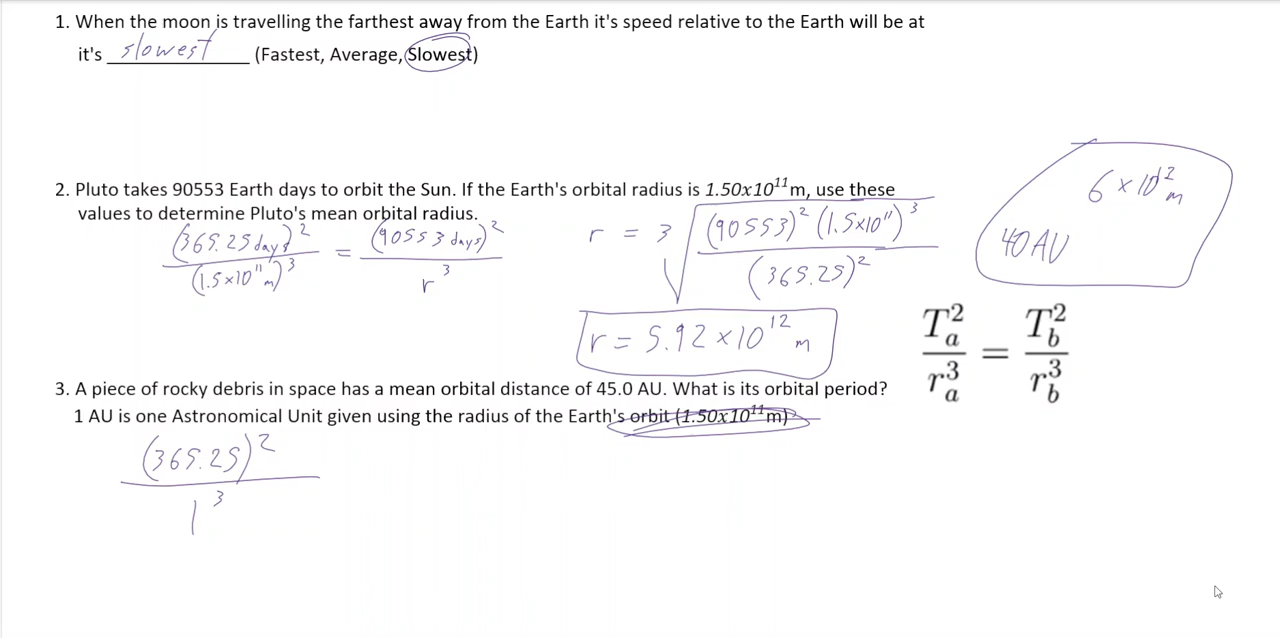 1. When the moon is travelling the farthest away from the Earth it's speed relative to the Earth will be at
it's slowest (Fastest, Average, Slowest)
2. Pluto takes 90553 Earth days to orbit the Sun. If the Earth's orbital radius is 1.50x10¹¹m, use these
values to determine Pluto's mean orbital radius.
(365.25 days)² / (1.5×10¹¹ m)³ = (90553 days)² / r³
r = ³√((90553)² (1.5×10¹¹)³ / (365.25)²)
r = 5.92 × 10¹² m
6 × 10¹² m
40 AU
Tₐ² / rₐ³ = T_b² / r_b³
3. A piece of rocky debris in space has a mean orbital distance of 45.0 AU. What is its orbital period?
1 AU is one Astronomical Unit given using the radius of the Earth's orbit (1.50x10¹¹m)
(365.25)² / 1³